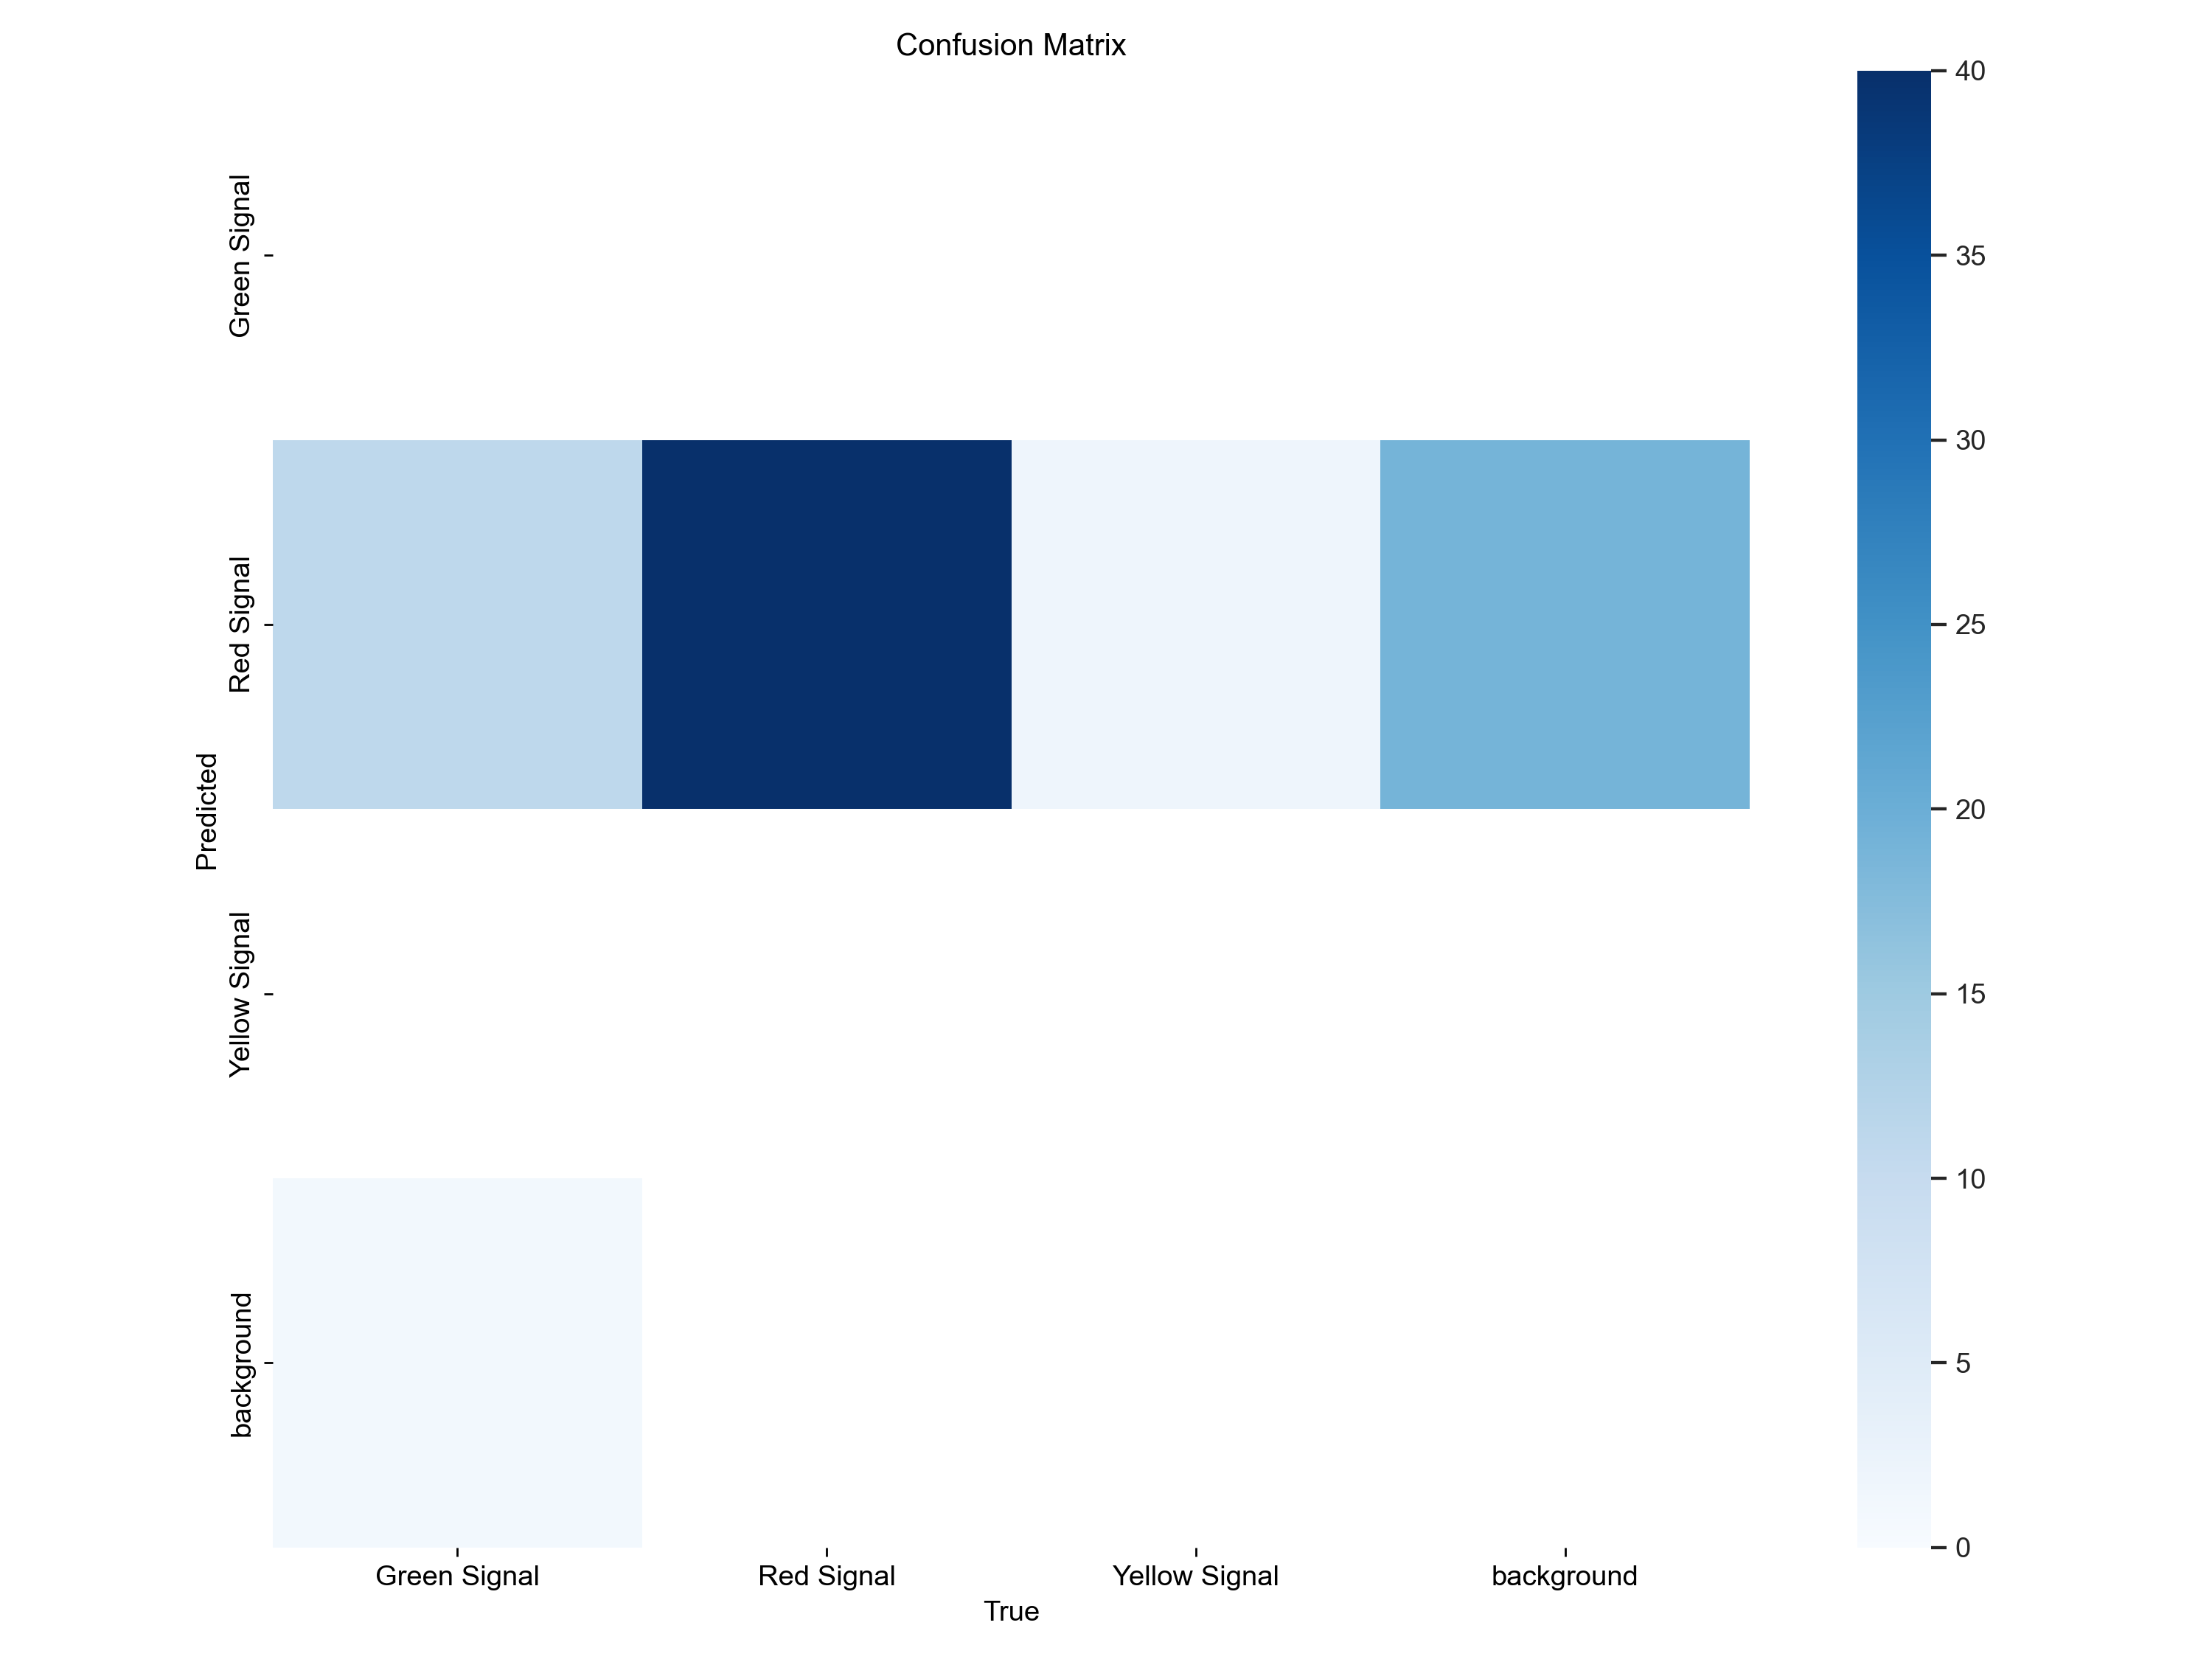 Confusion Matrix
Predicted
Green Signal
Red Signal
Yellow Signal
background
Green Signal
Red Signal
Yellow Signal
background
True
40
35
30
25
20
15
10
5
0